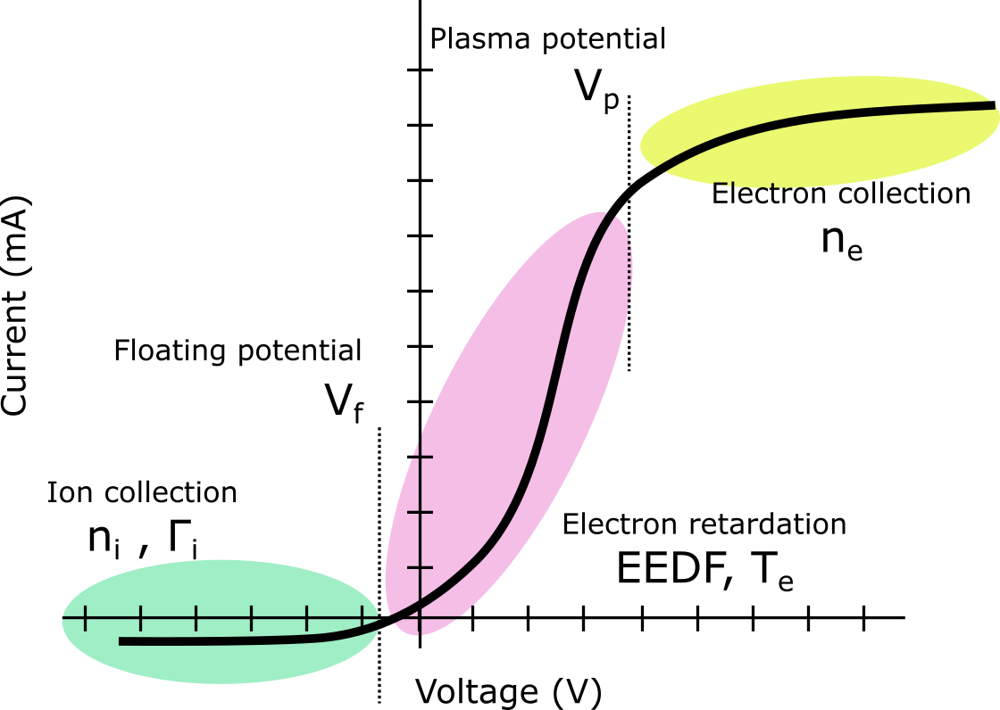 Plasma potential
Vp
Electron collection
ne
Current (mA)
Floating potential
Vf
Ion collection
ni , Γi
Electron retardation
EEDF, Te
Voltage (V)